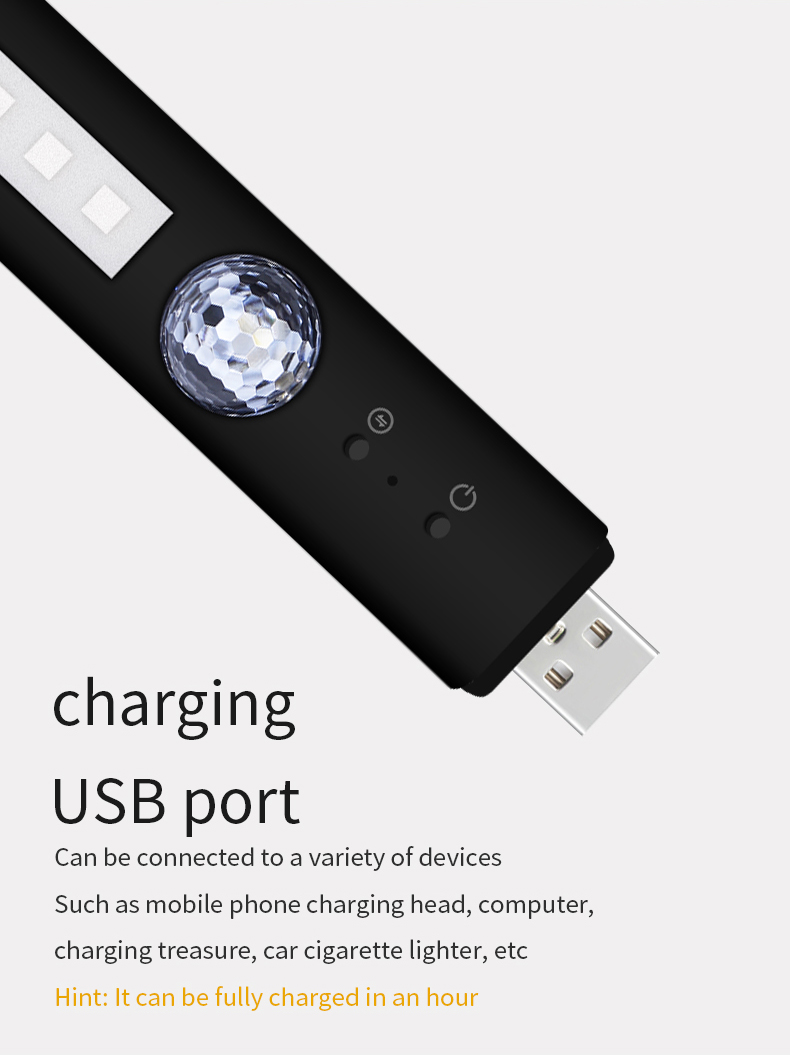 charging
USB port
Can be connected to a variety of devices
Such as mobile phone charging head, computer,
charging treasure, car cigarette lighter, etc
Hint: It can be fully charged in an hour